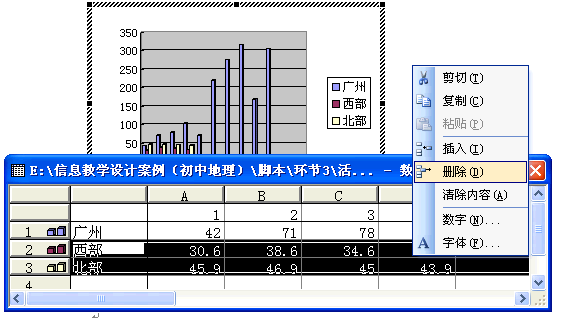 350
300
250
200
150
100
50
广州
西部
北部
剪切(T)
复制(C)
粘贴(P)
插入(I)
删除(D)
清除内容(A)
数字(N)...
字体(F)...
E:\信息教学设计案例（初中地理）\脚本\环节3\活... - 数
A B C
1 2 3
1 广州 42 71 78
2 西部 30.6 38.6 34.6
3 北部 45.9 46.9 45 43.9
4